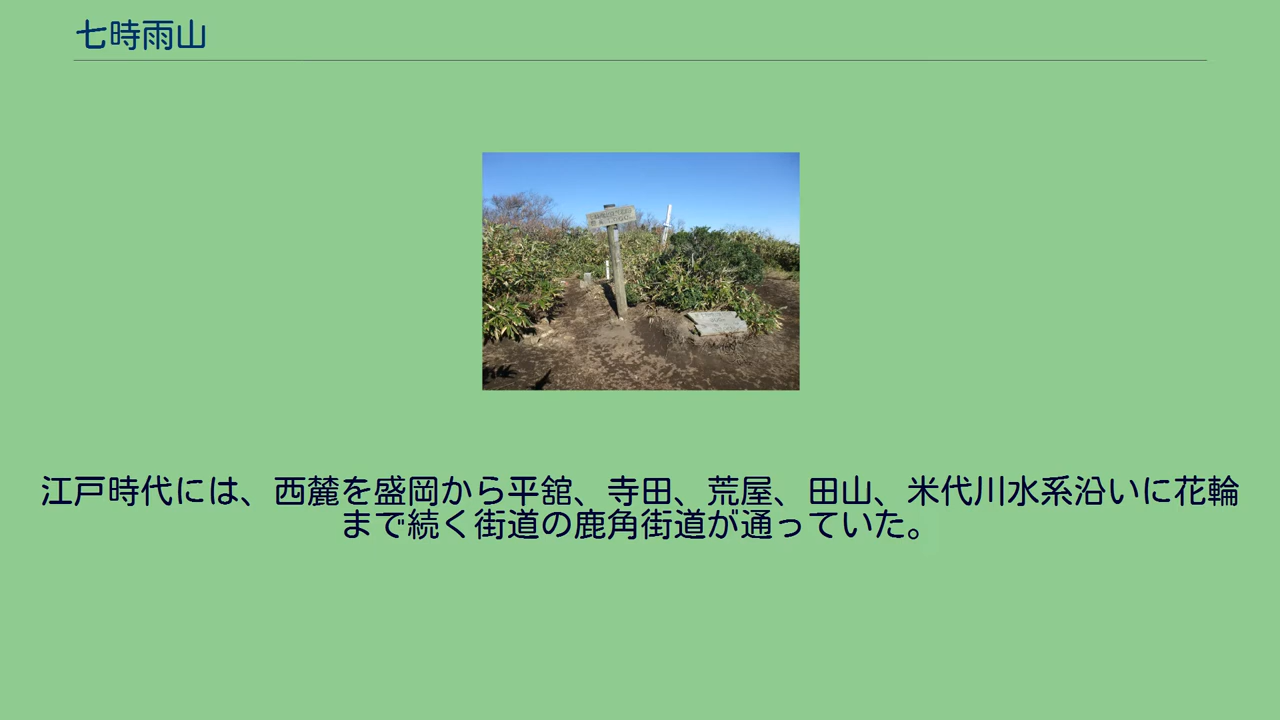 七時雨山
江戸時代には、西麓を盛岡から平舘、寺田、荒屋、田山、米代川水系沿いに花輪
まで続く街道の鹿角街道が通っていた。